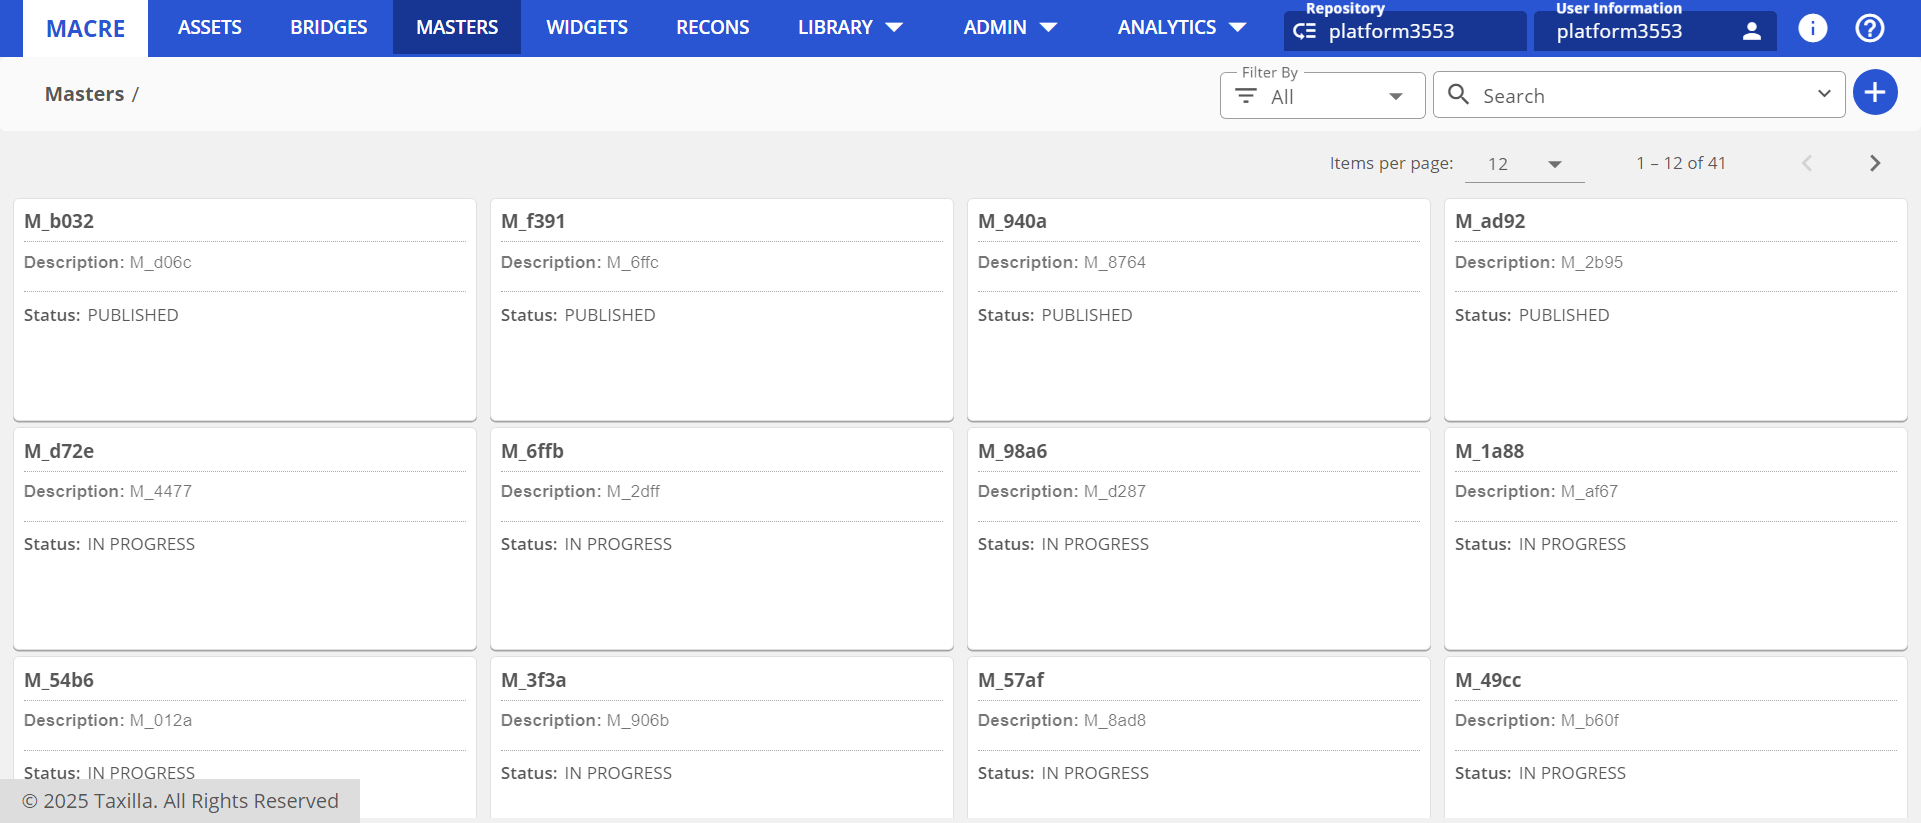 MACRE ASSETS BRIDGES MASTERS WIDGETS RECONS LIBRARY ADMIN ANALYTICS Repository platform3553 User Information platform3553
Masters / Filter By All Search
Items per page: 12 1 – 12 of 41
M_b032 M_f391 M_940a M_ad92
Description: M_d06c Description: M_6ffc Description: M_8764 Description: M_2b95
Status: PUBLISHED Status: PUBLISHED Status: PUBLISHED Status: PUBLISHED
M_d72e M_6ffb M_98a6 M_1a88
Description: M_4477 Description: M_2dff Description: M_d287 Description: M_af67
Status: IN PROGRESS Status: IN PROGRESS Status: IN PROGRESS Status: IN PROGRESS
M_54b6 M_3f3a M_57af M_49cc
Description: M_012a Description: M_906b Description: M_8ad8 Description: M_b60f
Status: IN PROGRESS Status: IN PROGRESS Status: IN PROGRESS Status: IN PROGRESS
© 2025 Taxilla. All Rights Reserved